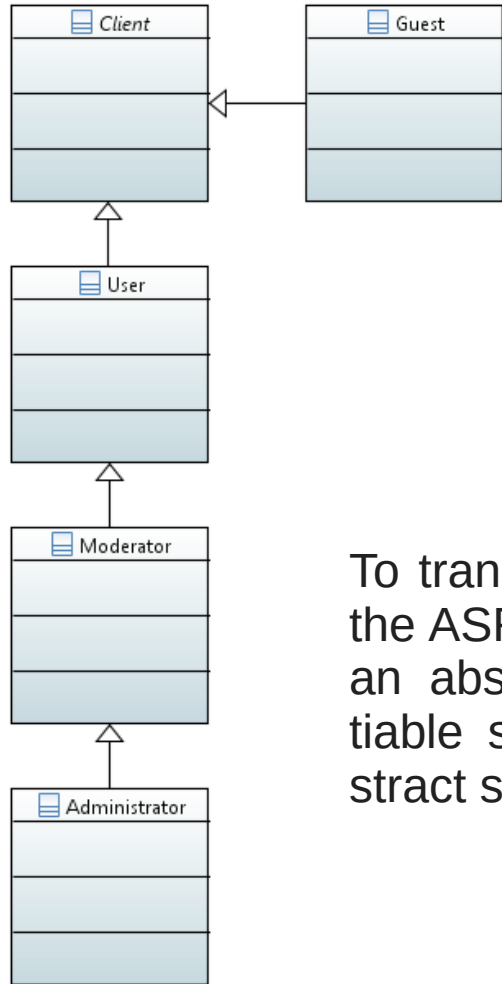 Client
Guest
User
Moderator
Administrator
To tran
the ASF
an abs
tiable s
stract s